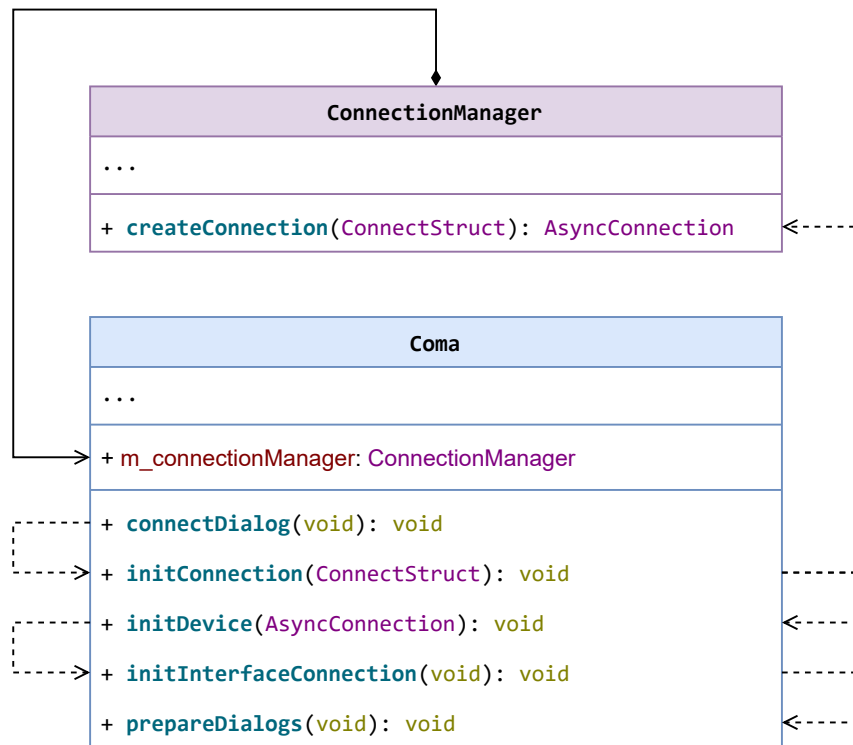 ConnectionManager
...
+ createConnection(ConnectStruct): AsyncConnection
Coma
...
+ m_connectionManager: ConnectionManager
+ connectDialog(void): void
+ initConnection(ConnectStruct): void
+ initDevice(AsyncConnection): void
+ initInterfaceConnection(void): void
+ prepareDialogs(void): void